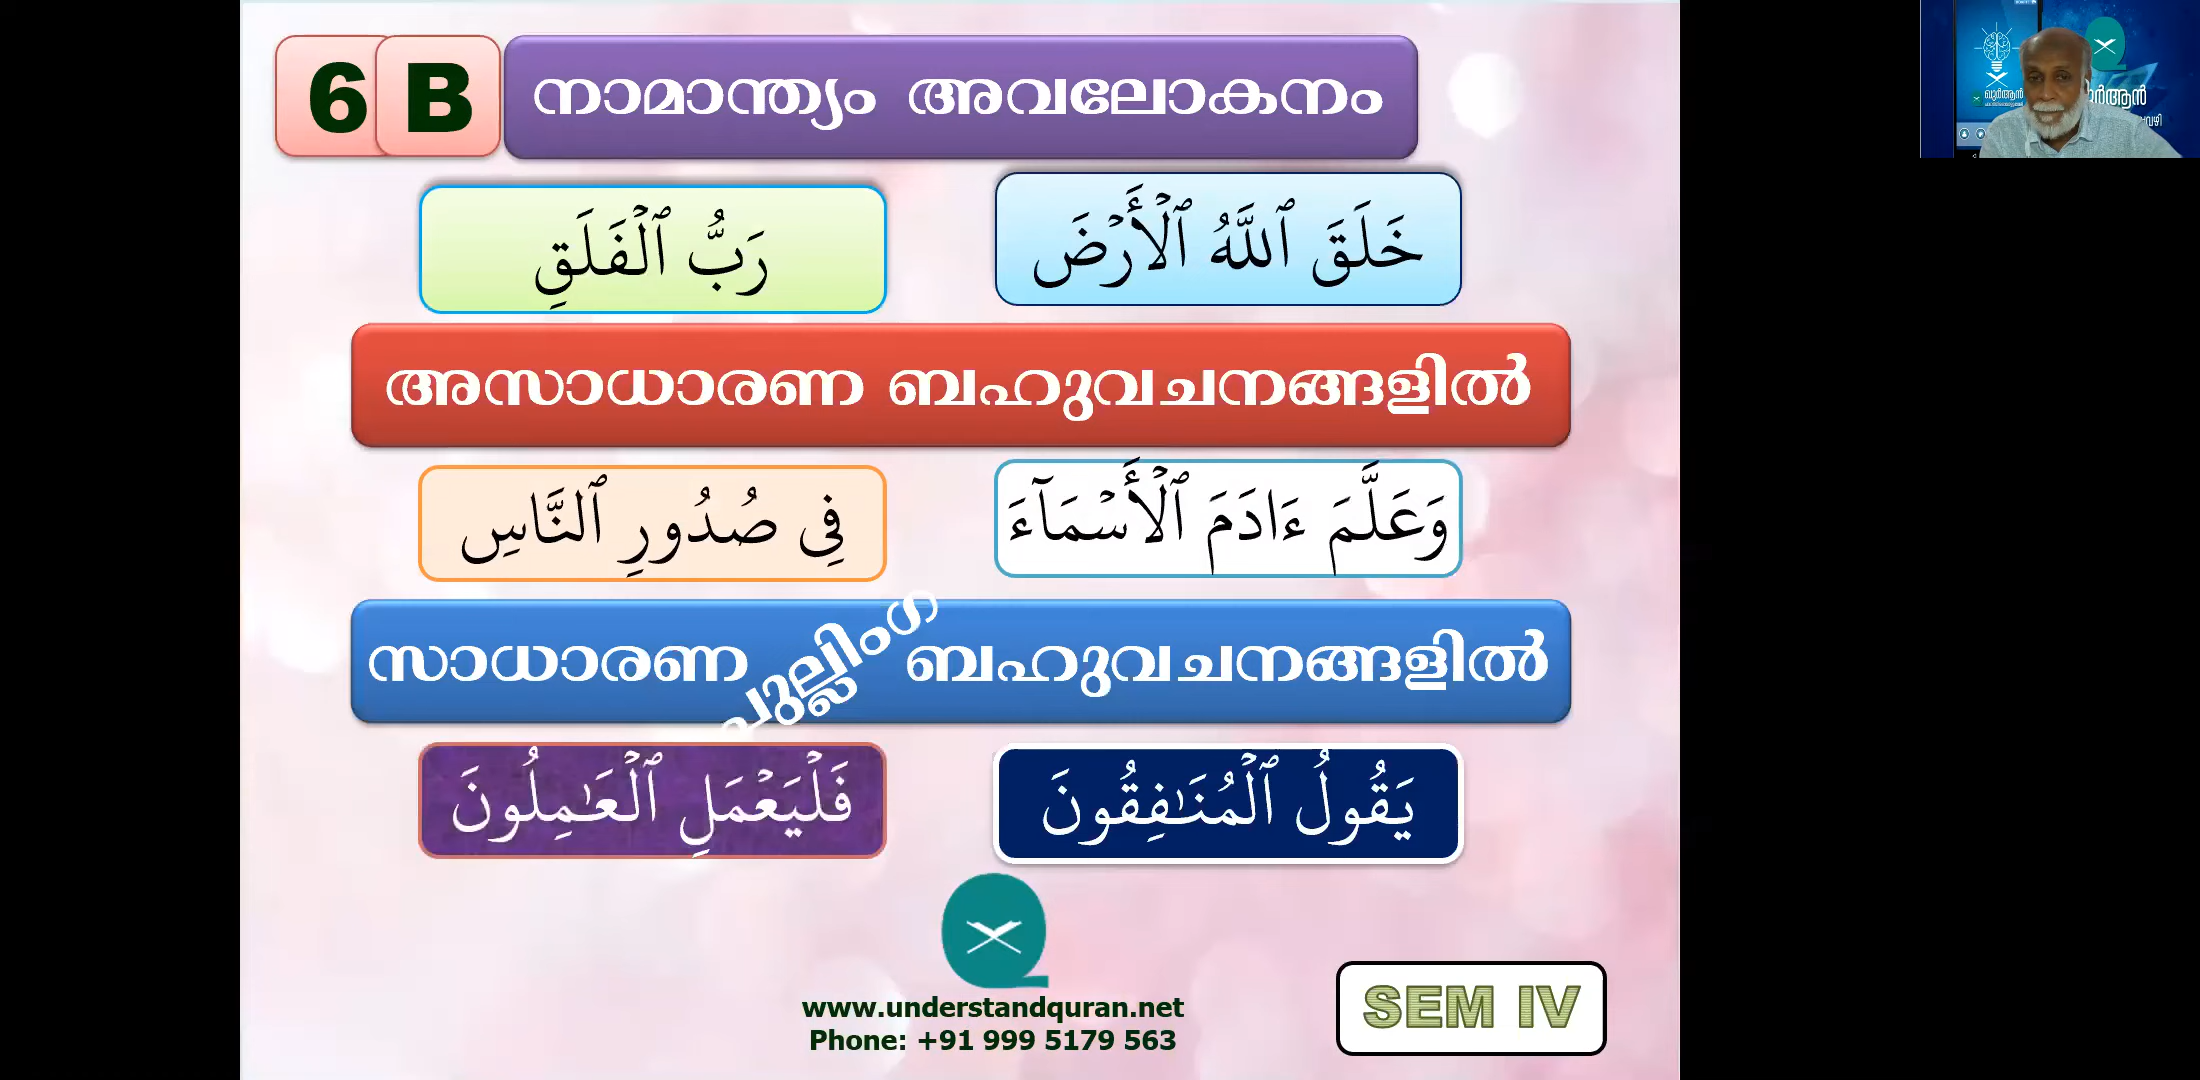 6 B നാമാന്ത്യം അവലോകനം
خَلَقَ ٱللَّهُ ٱلْأَرْضَ
رَبُّ ٱلْفَلَقِ
അസാധാരണ ബഹുവചനങ്ങളിൽ
وَعَلَّمَ ءَادَمَ ٱلْأَسْمَآءَ
فِى صُدُورِ ٱلنَّاسِ
സാധാരണ പുല്ലിംഗ ബഹുവചനങ്ങളിൽ
يَقُولُ ٱلْمُنَـٰفِقُونَ
فَلْيَعْمَلِ ٱلْعَـٰمِلُونَ
www.understandquran.net
Phone: +91 999 5179 563
SEM IV
ഖുർആൻ